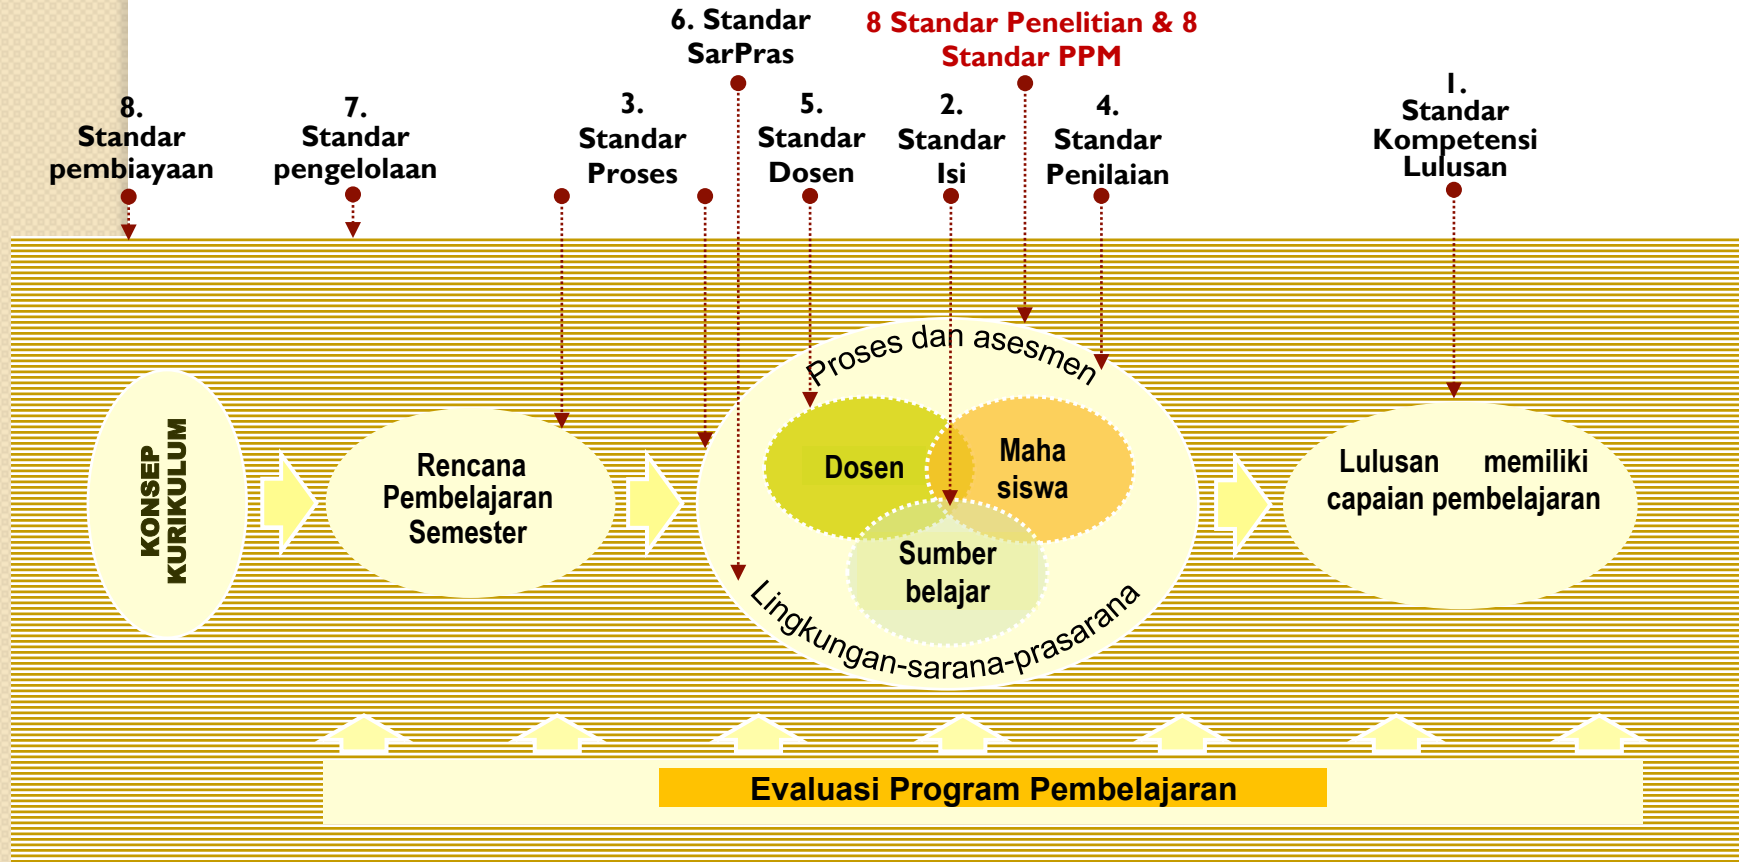 6. Standar
SarPras
8 Standar Penelitian & 8
Standar PPM
8.
Standar
pembiayaan
7.
Standar
pengelolaan
3.
Standar
Proses
5.
Standar
Dosen
2.
Standar
Isi
4.
Standar
Penilaian
1.
Standar
Kompetensi
Lulusan
KONSEP
KURIKULUM
Rencana
Pembelajaran
Semester
Proses dan asesmen
Dosen
Maha
siswa
Sumber
belajar
Lingkungan-sarana-prasarana
Lulusan memiliki
capaian pembelajaran
Evaluasi Program Pembelajaran